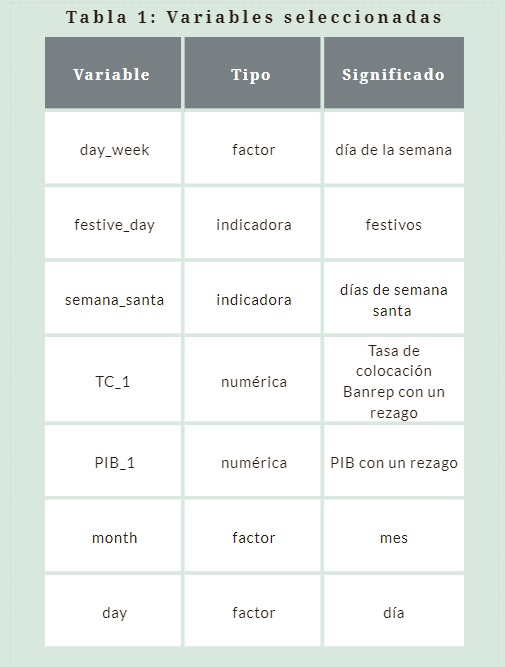 Tabla 1: Variables seleccionadas
Variable Tipo Significado
day_week factor día de la semana
festive_day indicadora festivos
semana_santa indicadora días de semana
santa
TC_1 numérica Tasa de
colocación
Banrep con un
rezago
PIB_1 numérica PIB con un rezago
month factor mes
day factor día